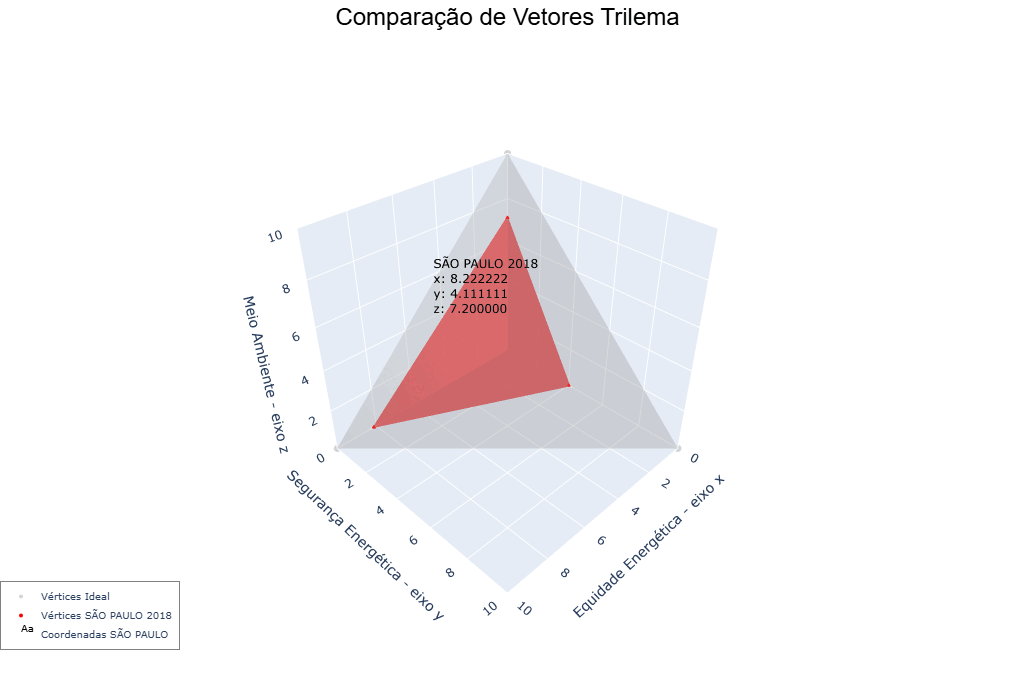 Comparação de Vetores Trilema
SÃO PAULO 2018
x: 8.222222
y: 4.111111
z: 7.200000
10
8
6
4
2
Meio Ambiente - eixo z
0
2
4
6
8
10
Segurança Energética - eixo y
0
2
4
6
8
10
Equidade Energética - eixo x
Vértices Ideal
Vértices SÃO PAULO 2018
Aa Coordenadas SÃO PAULO